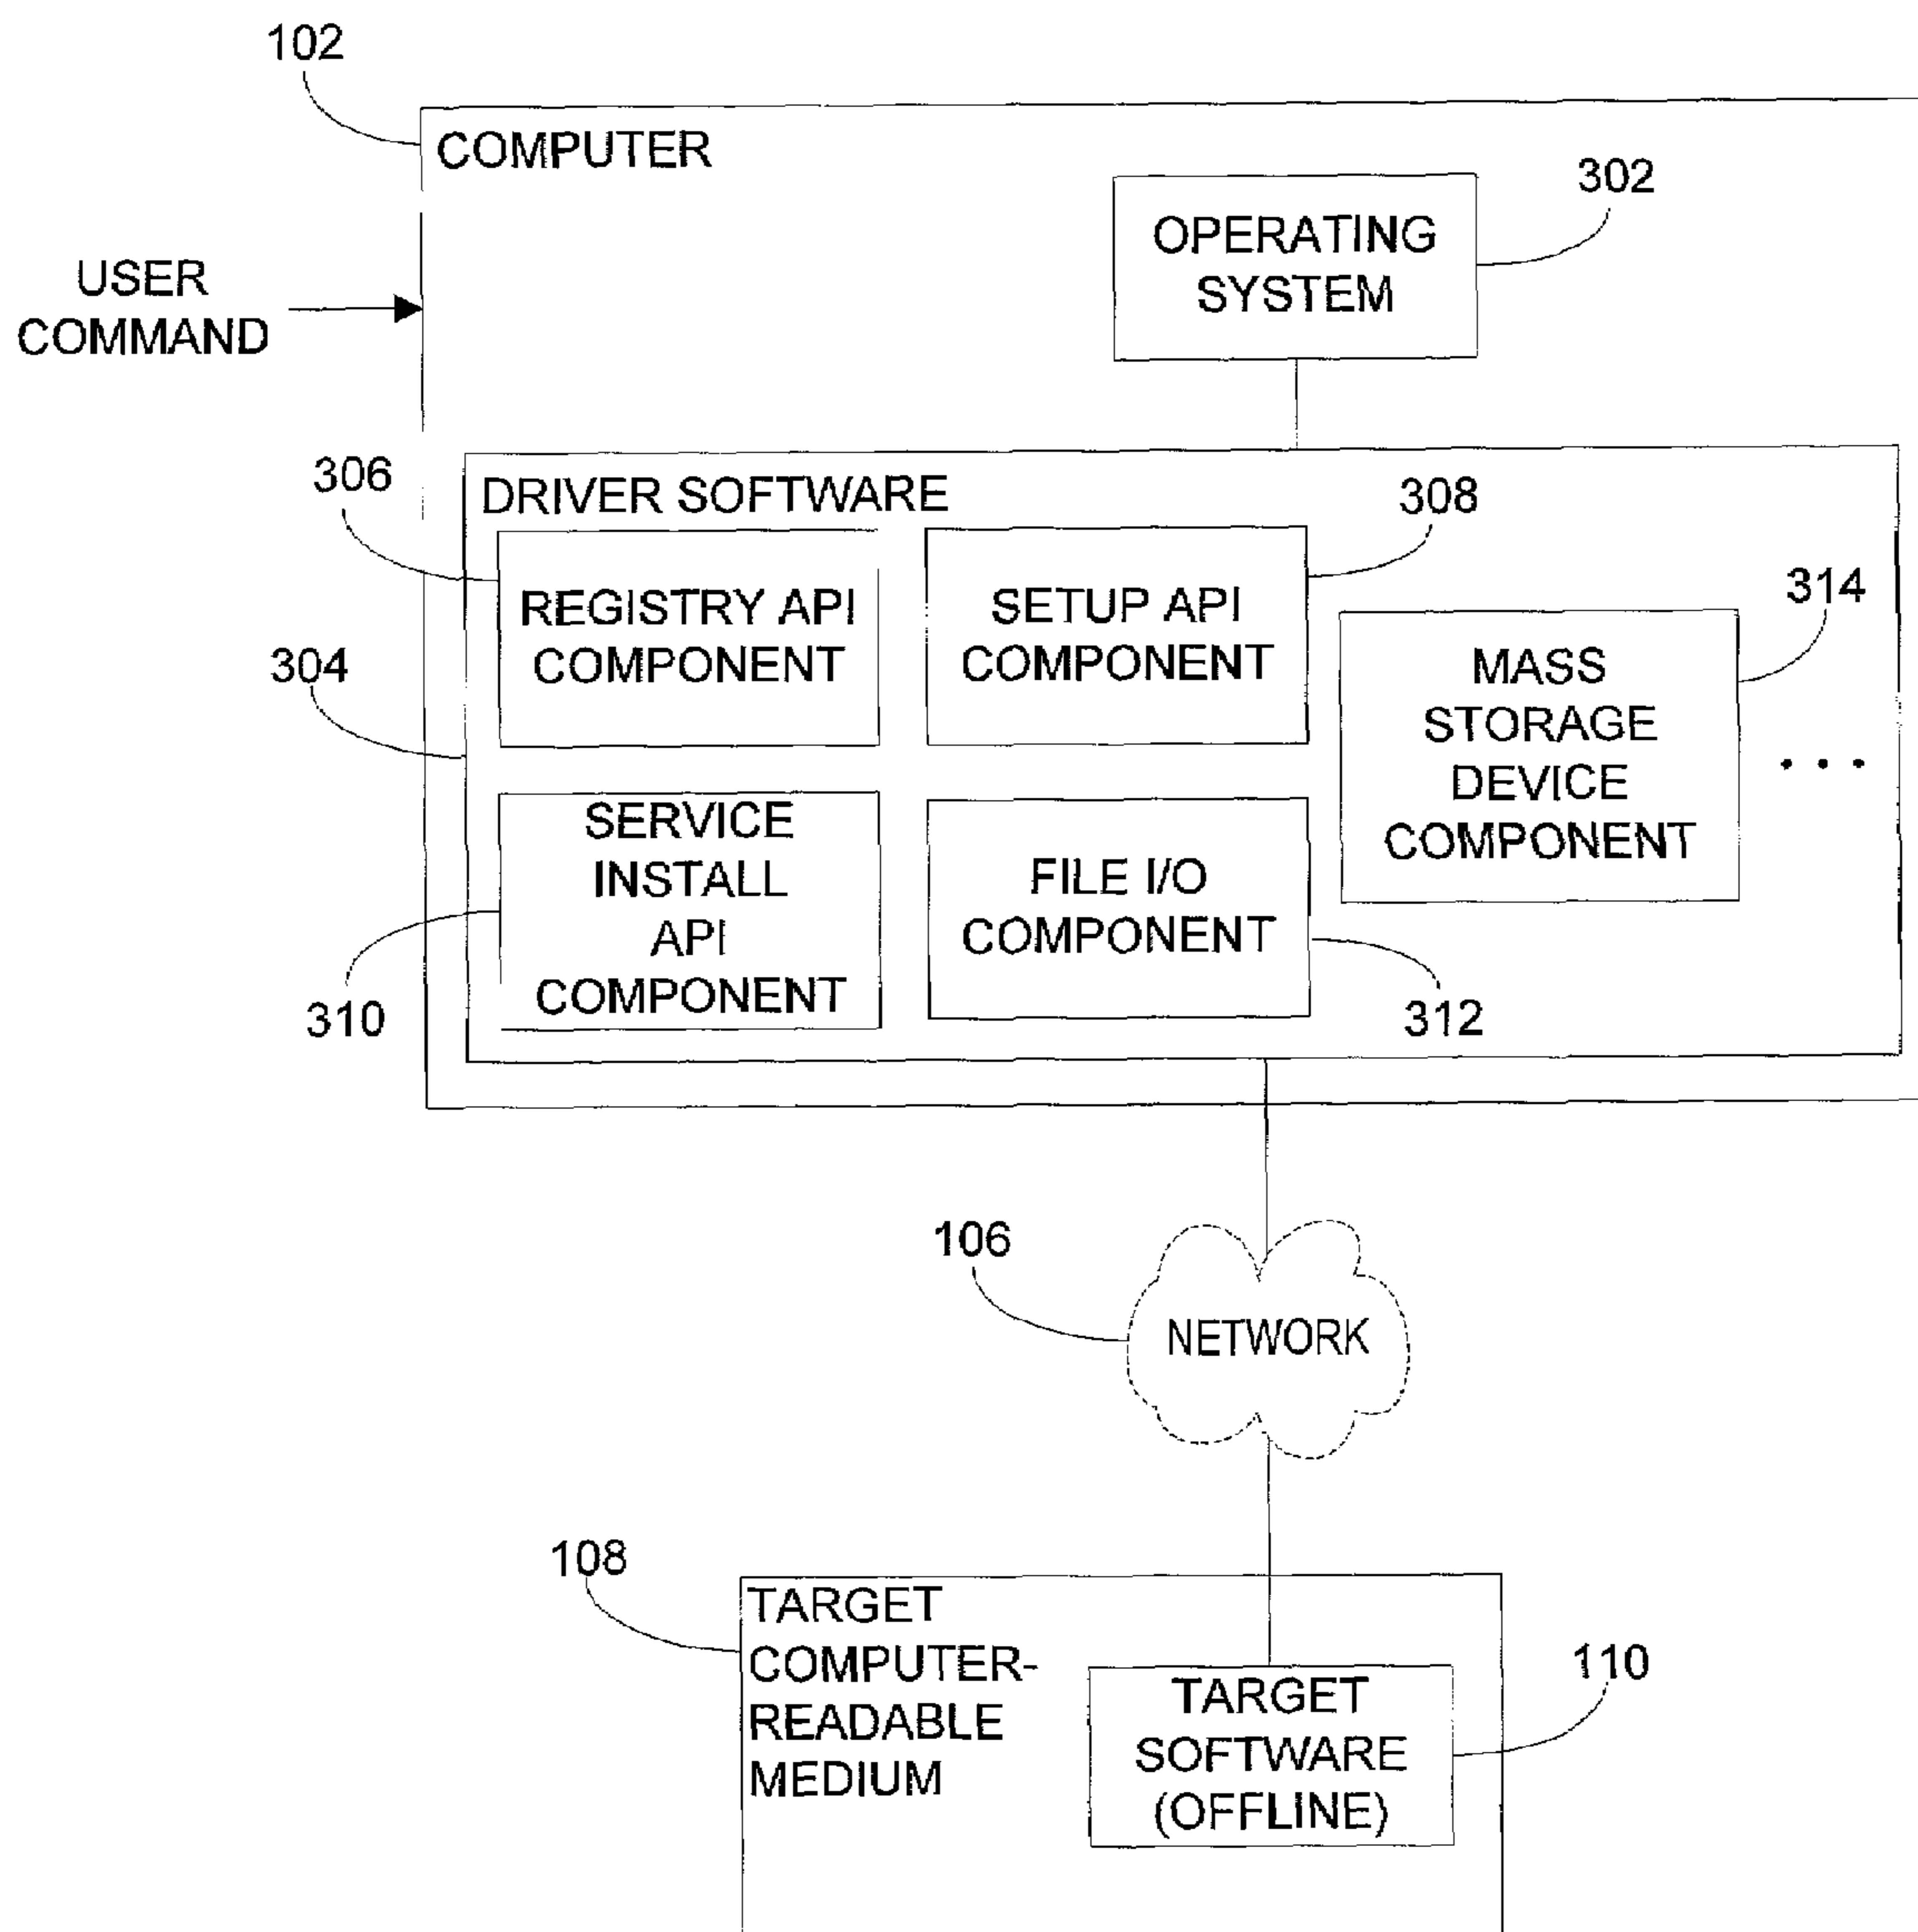 102
COMPUTER
302
OPERATING
SYSTEM
USER
COMMAND
306
DRIVER SOFTWARE
308
REGISTRY API
COMPONENT
SETUP API
COMPONENT
314
304
MASS
STORAGE
DEVICE
COMPONENT
• • •
SERVICE
INSTALL
API
COMPONENT
FILE I/O
COMPONENT
310
312
106
NETWORK
108
TARGET
COMPUTER-
READABLE
MEDIUM
110
TARGET
SOFTWARE
(OFFLINE)